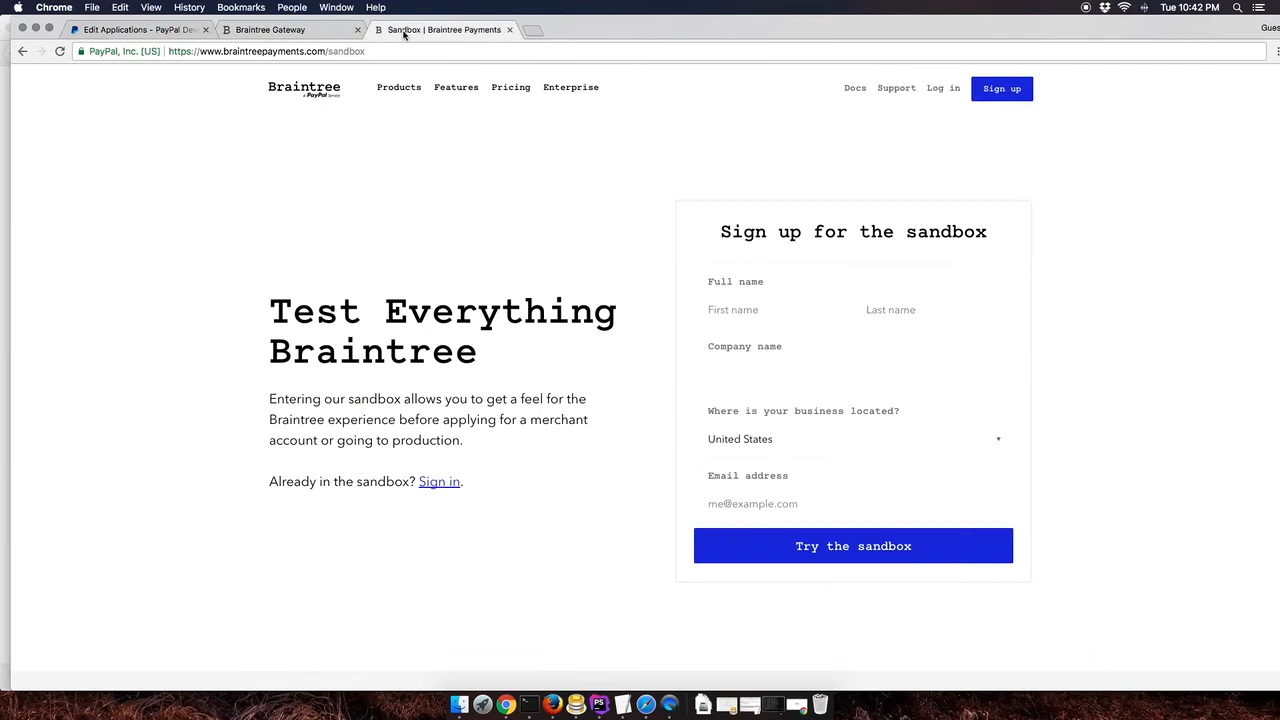 Chrome File Edit View History Bookmarks People Window Help
Tue 10:42 PM
Edit Applications - PayPal De
Braintree Gateway
Sandbox | Braintree Payments
Gues
PayPal, Inc. [US] https://www.braintreepayments.com/sandbox
Braintree
a PayPal Service
Products Features Pricing Enterprise
Docs Support Log in Sign up
Test Everything
Braintree
Entering our sandbox allows you to get a feel for the
Braintree experience before applying for a merchant
account or going to production.
Already in the sandbox? Sign in.
Sign up for the sandbox
Full name
First name Last name
Company name
Where is your business located?
United States
Email address
me@example.com
Try the sandbox
PS